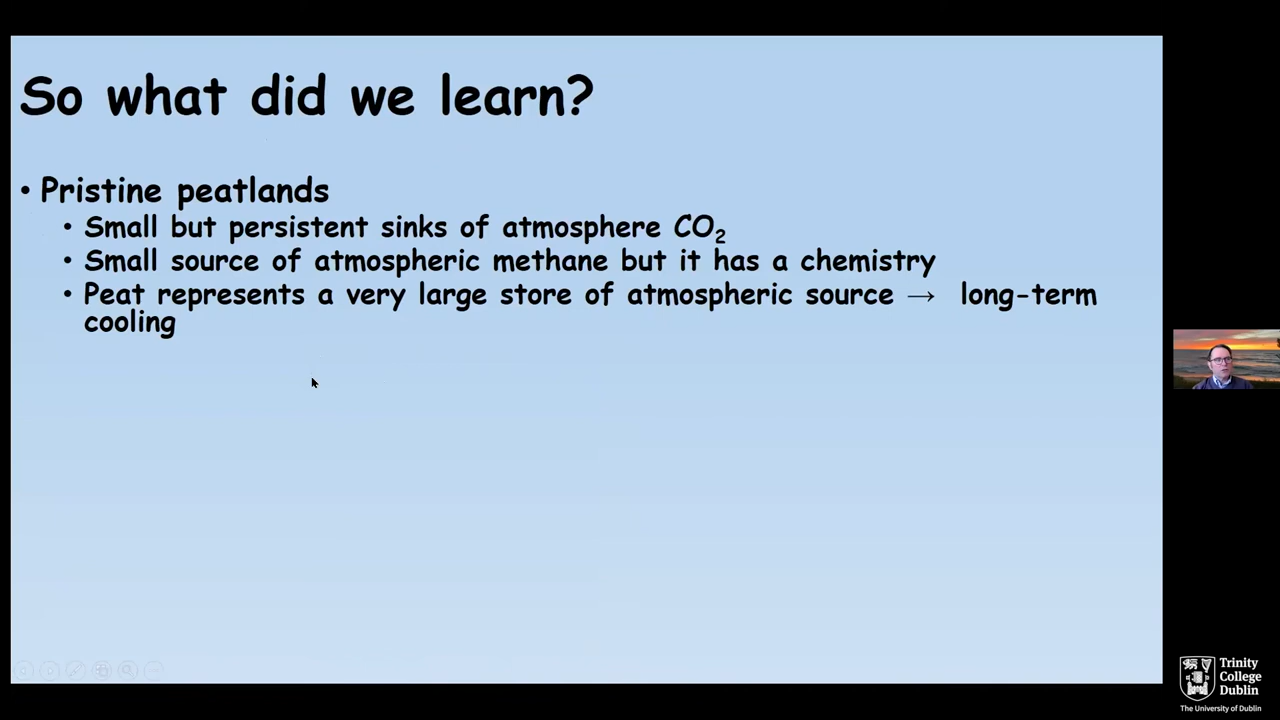 So what did we learn?
• Pristine peatlands
• Small but persistent sinks of atmosphere CO₂
• Small source of atmospheric methane but it has a chemistry
• Peat represents a very large store of atmospheric source → long-term
cooling
Trinity
College
Dublin
The University of Dublin